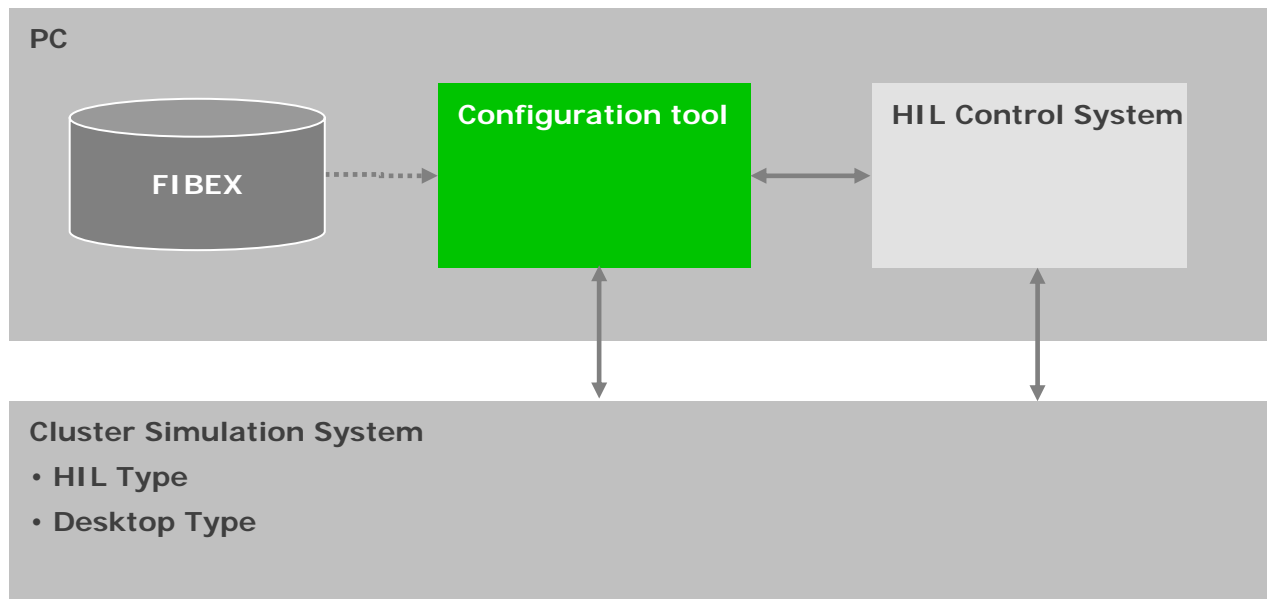 PC
FIBEX
Configuration tool
HIL Control System
Cluster Simulation System
• HIL Type
• Desktop Type